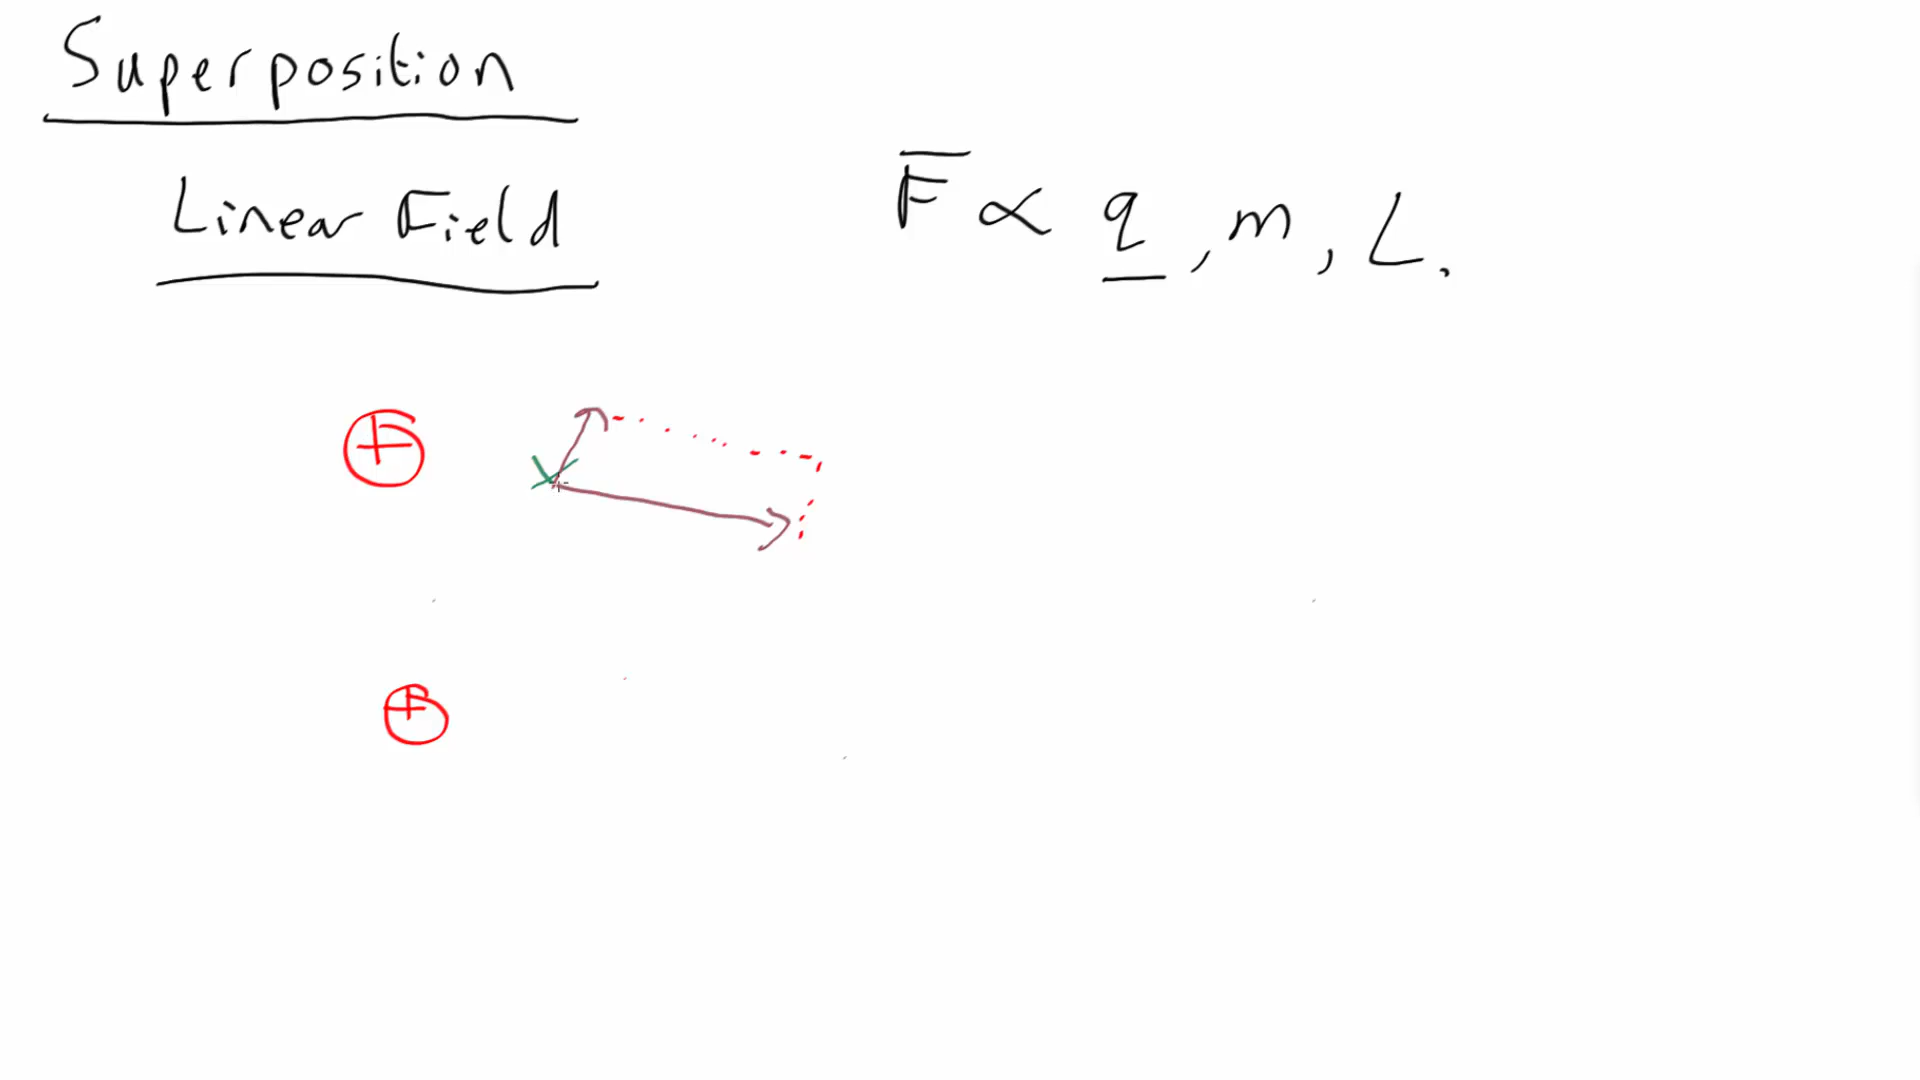 Superposition
Linear Field
F̅ ∝ q, m, L.
+
+